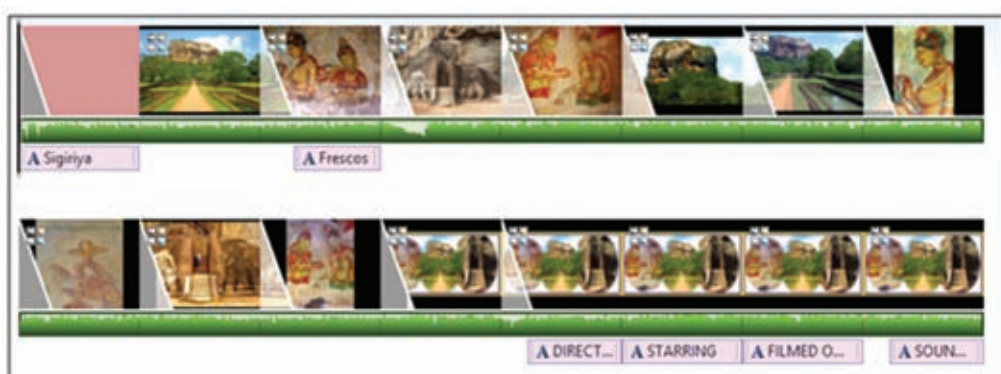 A Sigiriya
A Frescos
A DIRECT...
A STARRING
A FILMED O...
A SOUN...